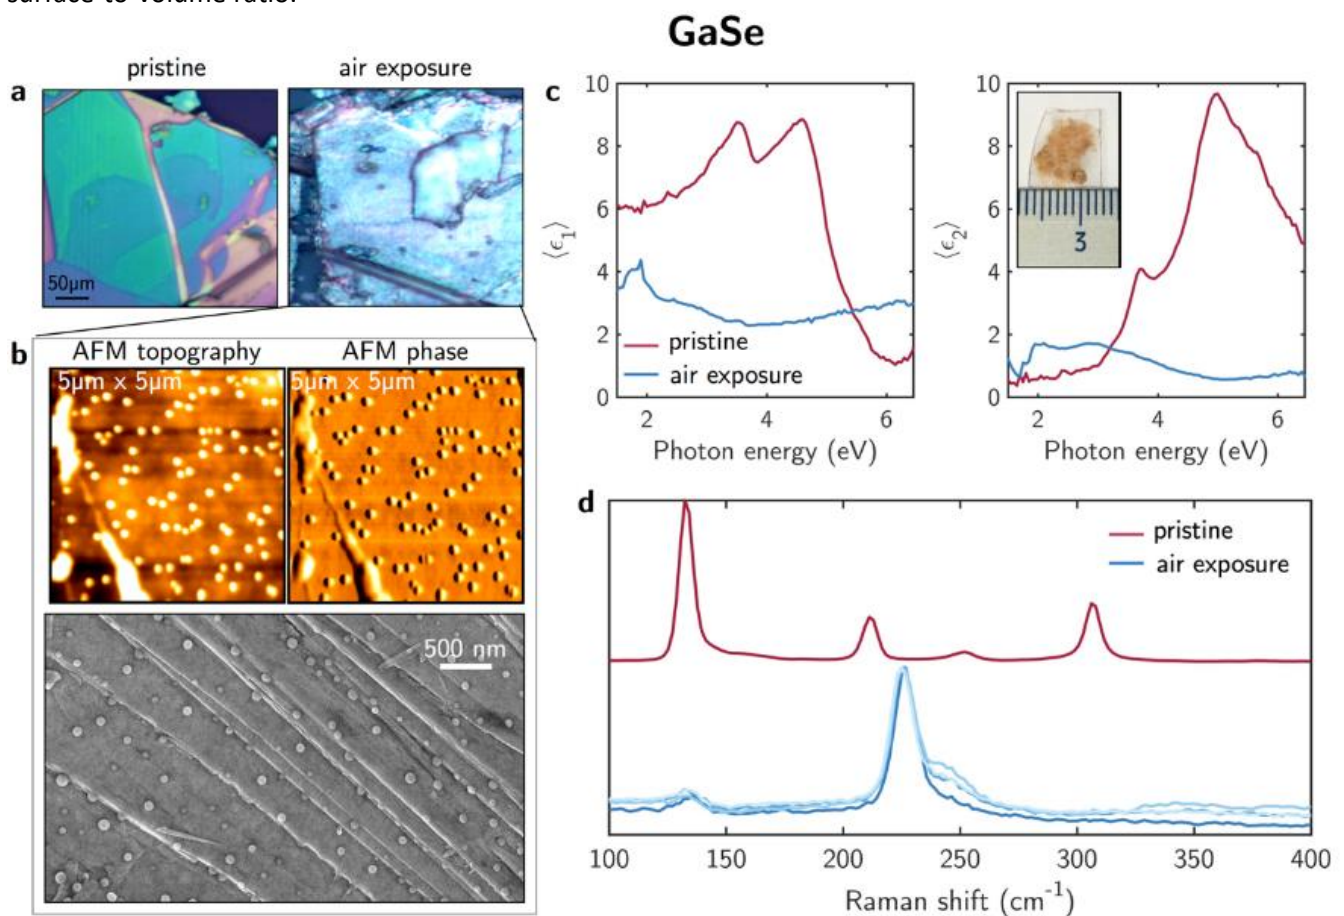 surface-to-volume ratio.
GaSe
a
pristine
air exposure
50μm
b
AFM topography
AFM phase
5μm x 5μm
5μm x 5μm
500 nm
c
10
8
6
4
2
0
⟨ϵ₁⟩
pristine
air exposure
2
4
6
Photon energy (eV)
10
8
6
4
2
0
⟨ϵ₂⟩
3
2
4
6
Photon energy (eV)
d
pristine
air exposure
100
150
200
250
300
350
400
Raman shift (cm⁻¹)